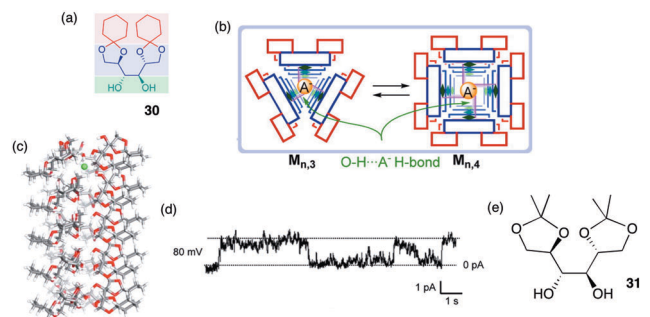 (a)
O
O
O
O
HO
OH
30
(b)
A-
A-
Mn,3
Mn,4
O-H···A- H-bond
(c)
(d)
80 mV
0 pA
1 pA
1 s
(e)
O
O
O
O
HO
OH
31